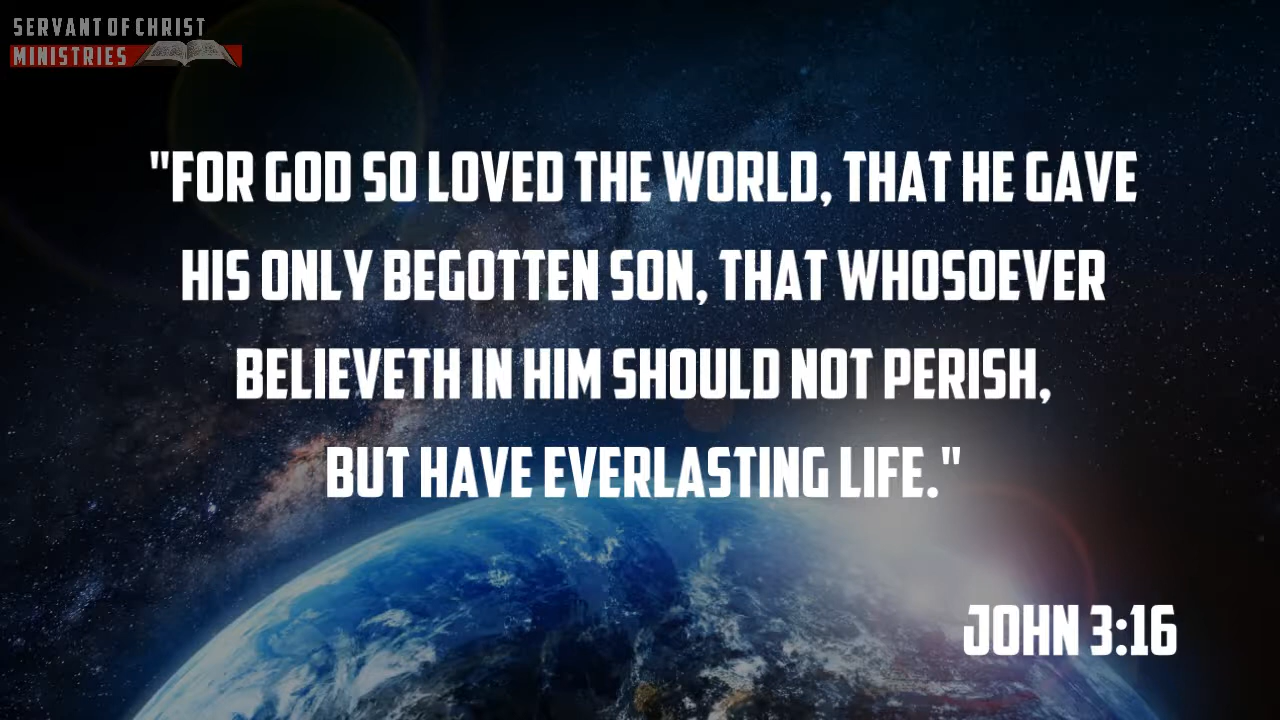 SERVANT OF CHRIST
MINISTRIES
"FOR GOD SO LOVED THE WORLD, THAT HE GAVE
HIS ONLY BEGOTTEN SON, THAT WHOSOEVER
BELIEVETH IN HIM SHOULD NOT PERISH,
BUT HAVE EVERLASTING LIFE."
JOHN 3:16